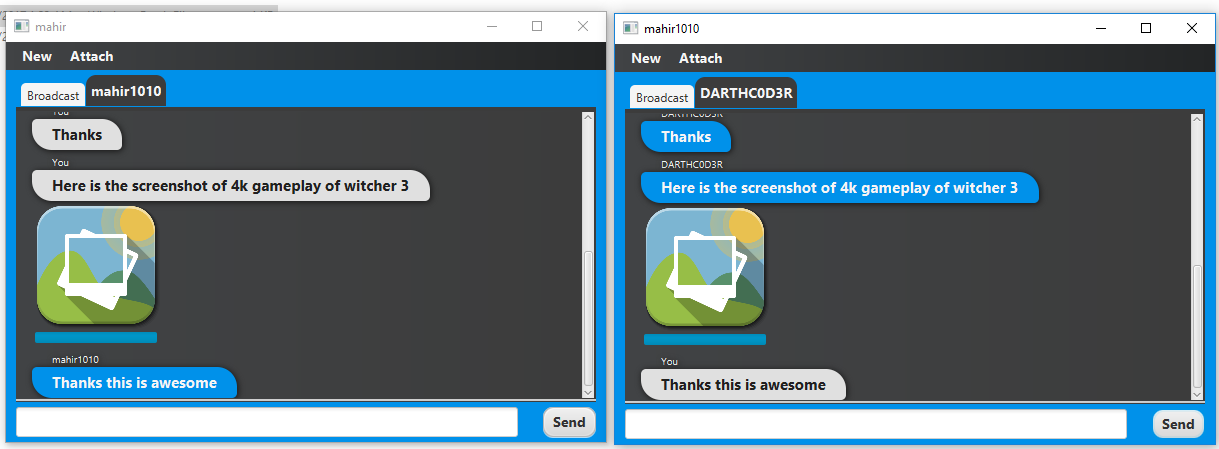 mahir
New Attach
Broadcast mahir1010
You
Thanks
You
Here is the screenshot of 4k gameplay of witcher 3
mahir1010
Thanks this is awesome
Send
mahir1010
New Attach
Broadcast DARTHC0D3R
DARTHC0D3R
Thanks
DARTHC0D3R
Here is the screenshot of 4k gameplay of witcher 3
You
Thanks this is awesome
Send